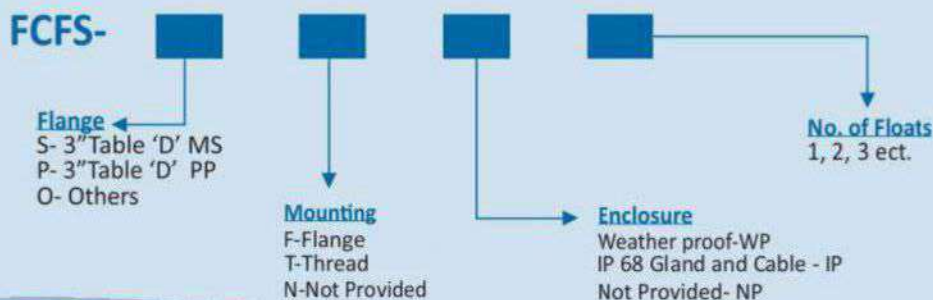 FCFS-
Flange
S- 3"Table 'D' MS
P- 3"Table 'D' PP
O- Others
Mounting
F-Flange
T-Thread
N-Not Provided
Enclosure
Weather proof-WP
IP 68 Gland and Cable - IP
Not Provided- NP
No. of Floats
1, 2, 3 ect.